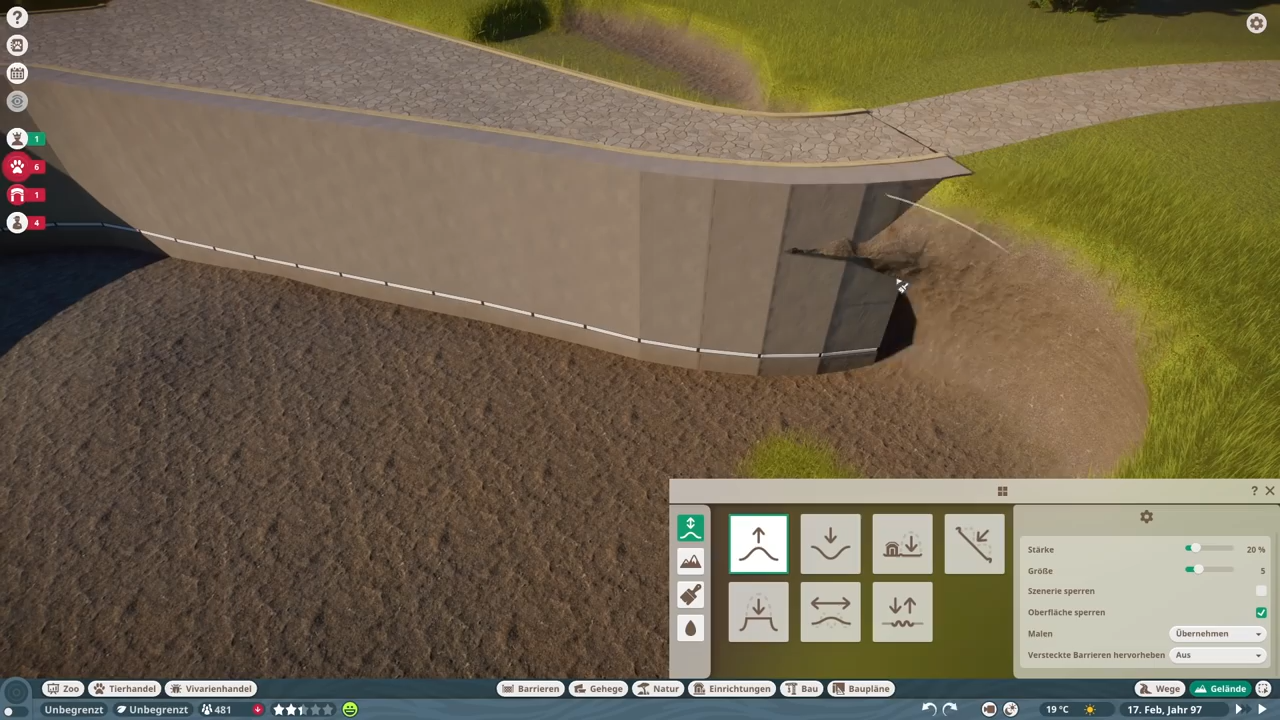 ?
1
6
1
4
?
Stärke 20 %
Größe 5
Szenerie sperren
Oberfläche sperren
Malen Übernehmen
Versteckte Barrieren hervorheben Aus
Zoo Tierhandel Vivarienhandel Barrieren Gehege Natur Einrichtungen Bau Baupläne Wege Gelände
Unbegrenzt Unbegrenzt 481 19 °C 17. Feb, Jahr 97